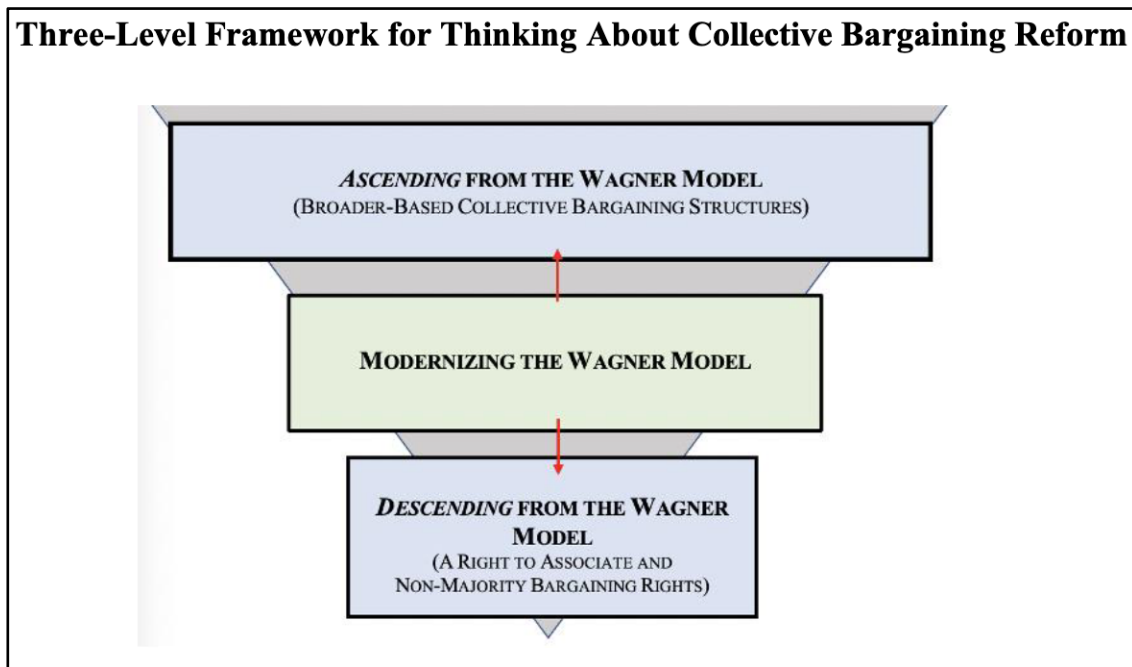 Three-Level Framework for Thinking About Collective Bargaining Reform
ASCENDING FROM THE WAGNER MODEL
(BROADER-BASED COLLECTIVE BARGAINING STRUCTURES)
MODERNIZING THE WAGNER MODEL
DESCENDING FROM THE WAGNER
MODEL
(A RIGHT TO ASSOCIATE AND
NON-MAJORITY BARGAINING RIGHTS)